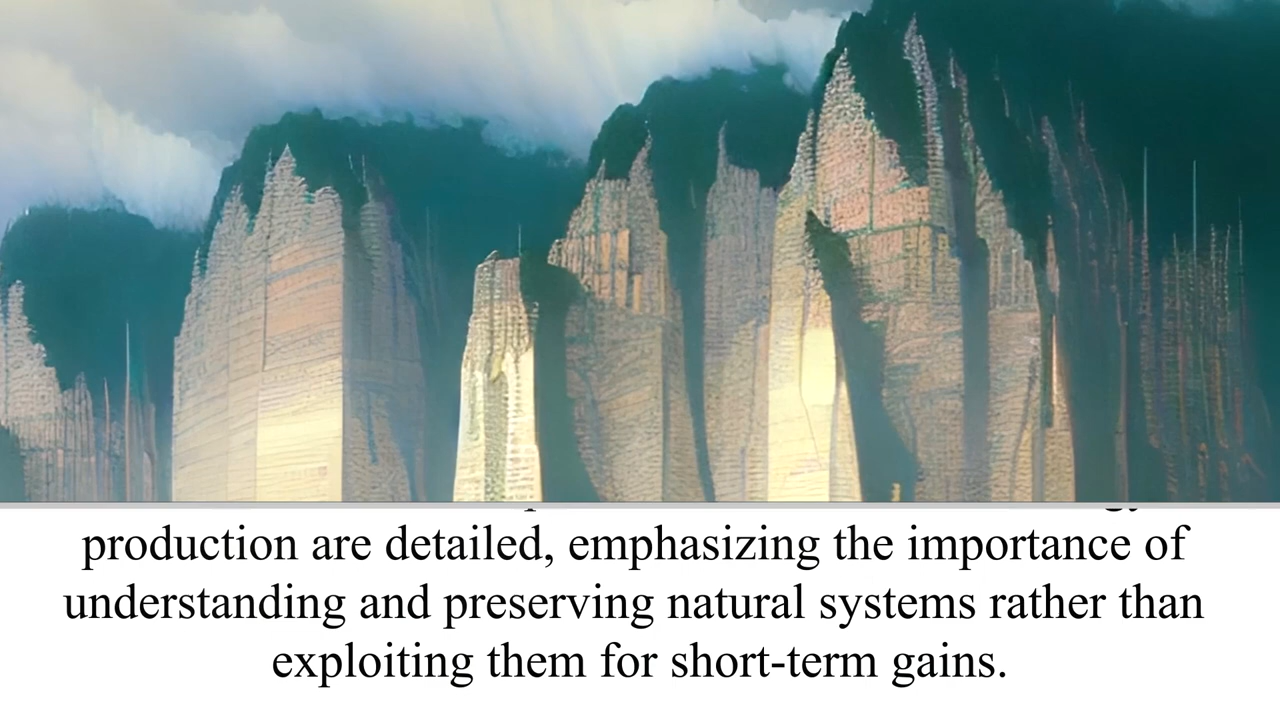 production are detailed, emphasizing the importance of
understanding and preserving natural systems rather than
exploiting them for short-term gains.